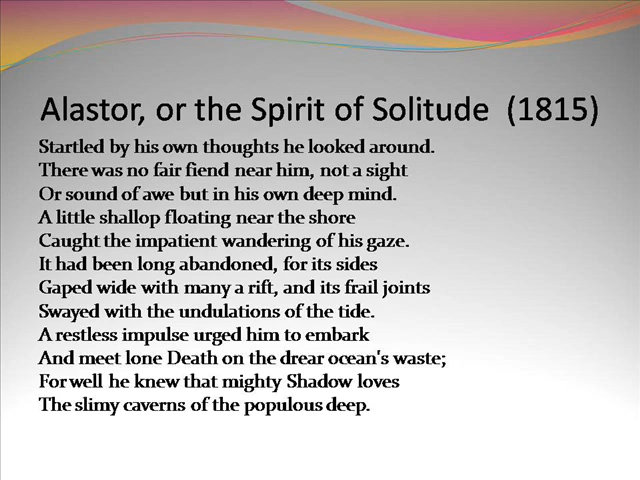 Alastor, or the Spirit of Solitude (1815)
Startled by his own thoughts he looked around.
There was no fair fiend near him, not a sight
Or sound of awe but in his own deep mind.
A little shallop floating near the shore
Caught the impatient wandering of his gaze.
It had been long abandoned, for its sides
Gaped wide with many a rift, and its frail joints
Swayed with the undulations of the tide.
A restless impulse urged him to embark
And meet lone Death on the drear ocean's waste;
For well he knew that mighty Shadow loves
The slimy caverns of the populous deep.